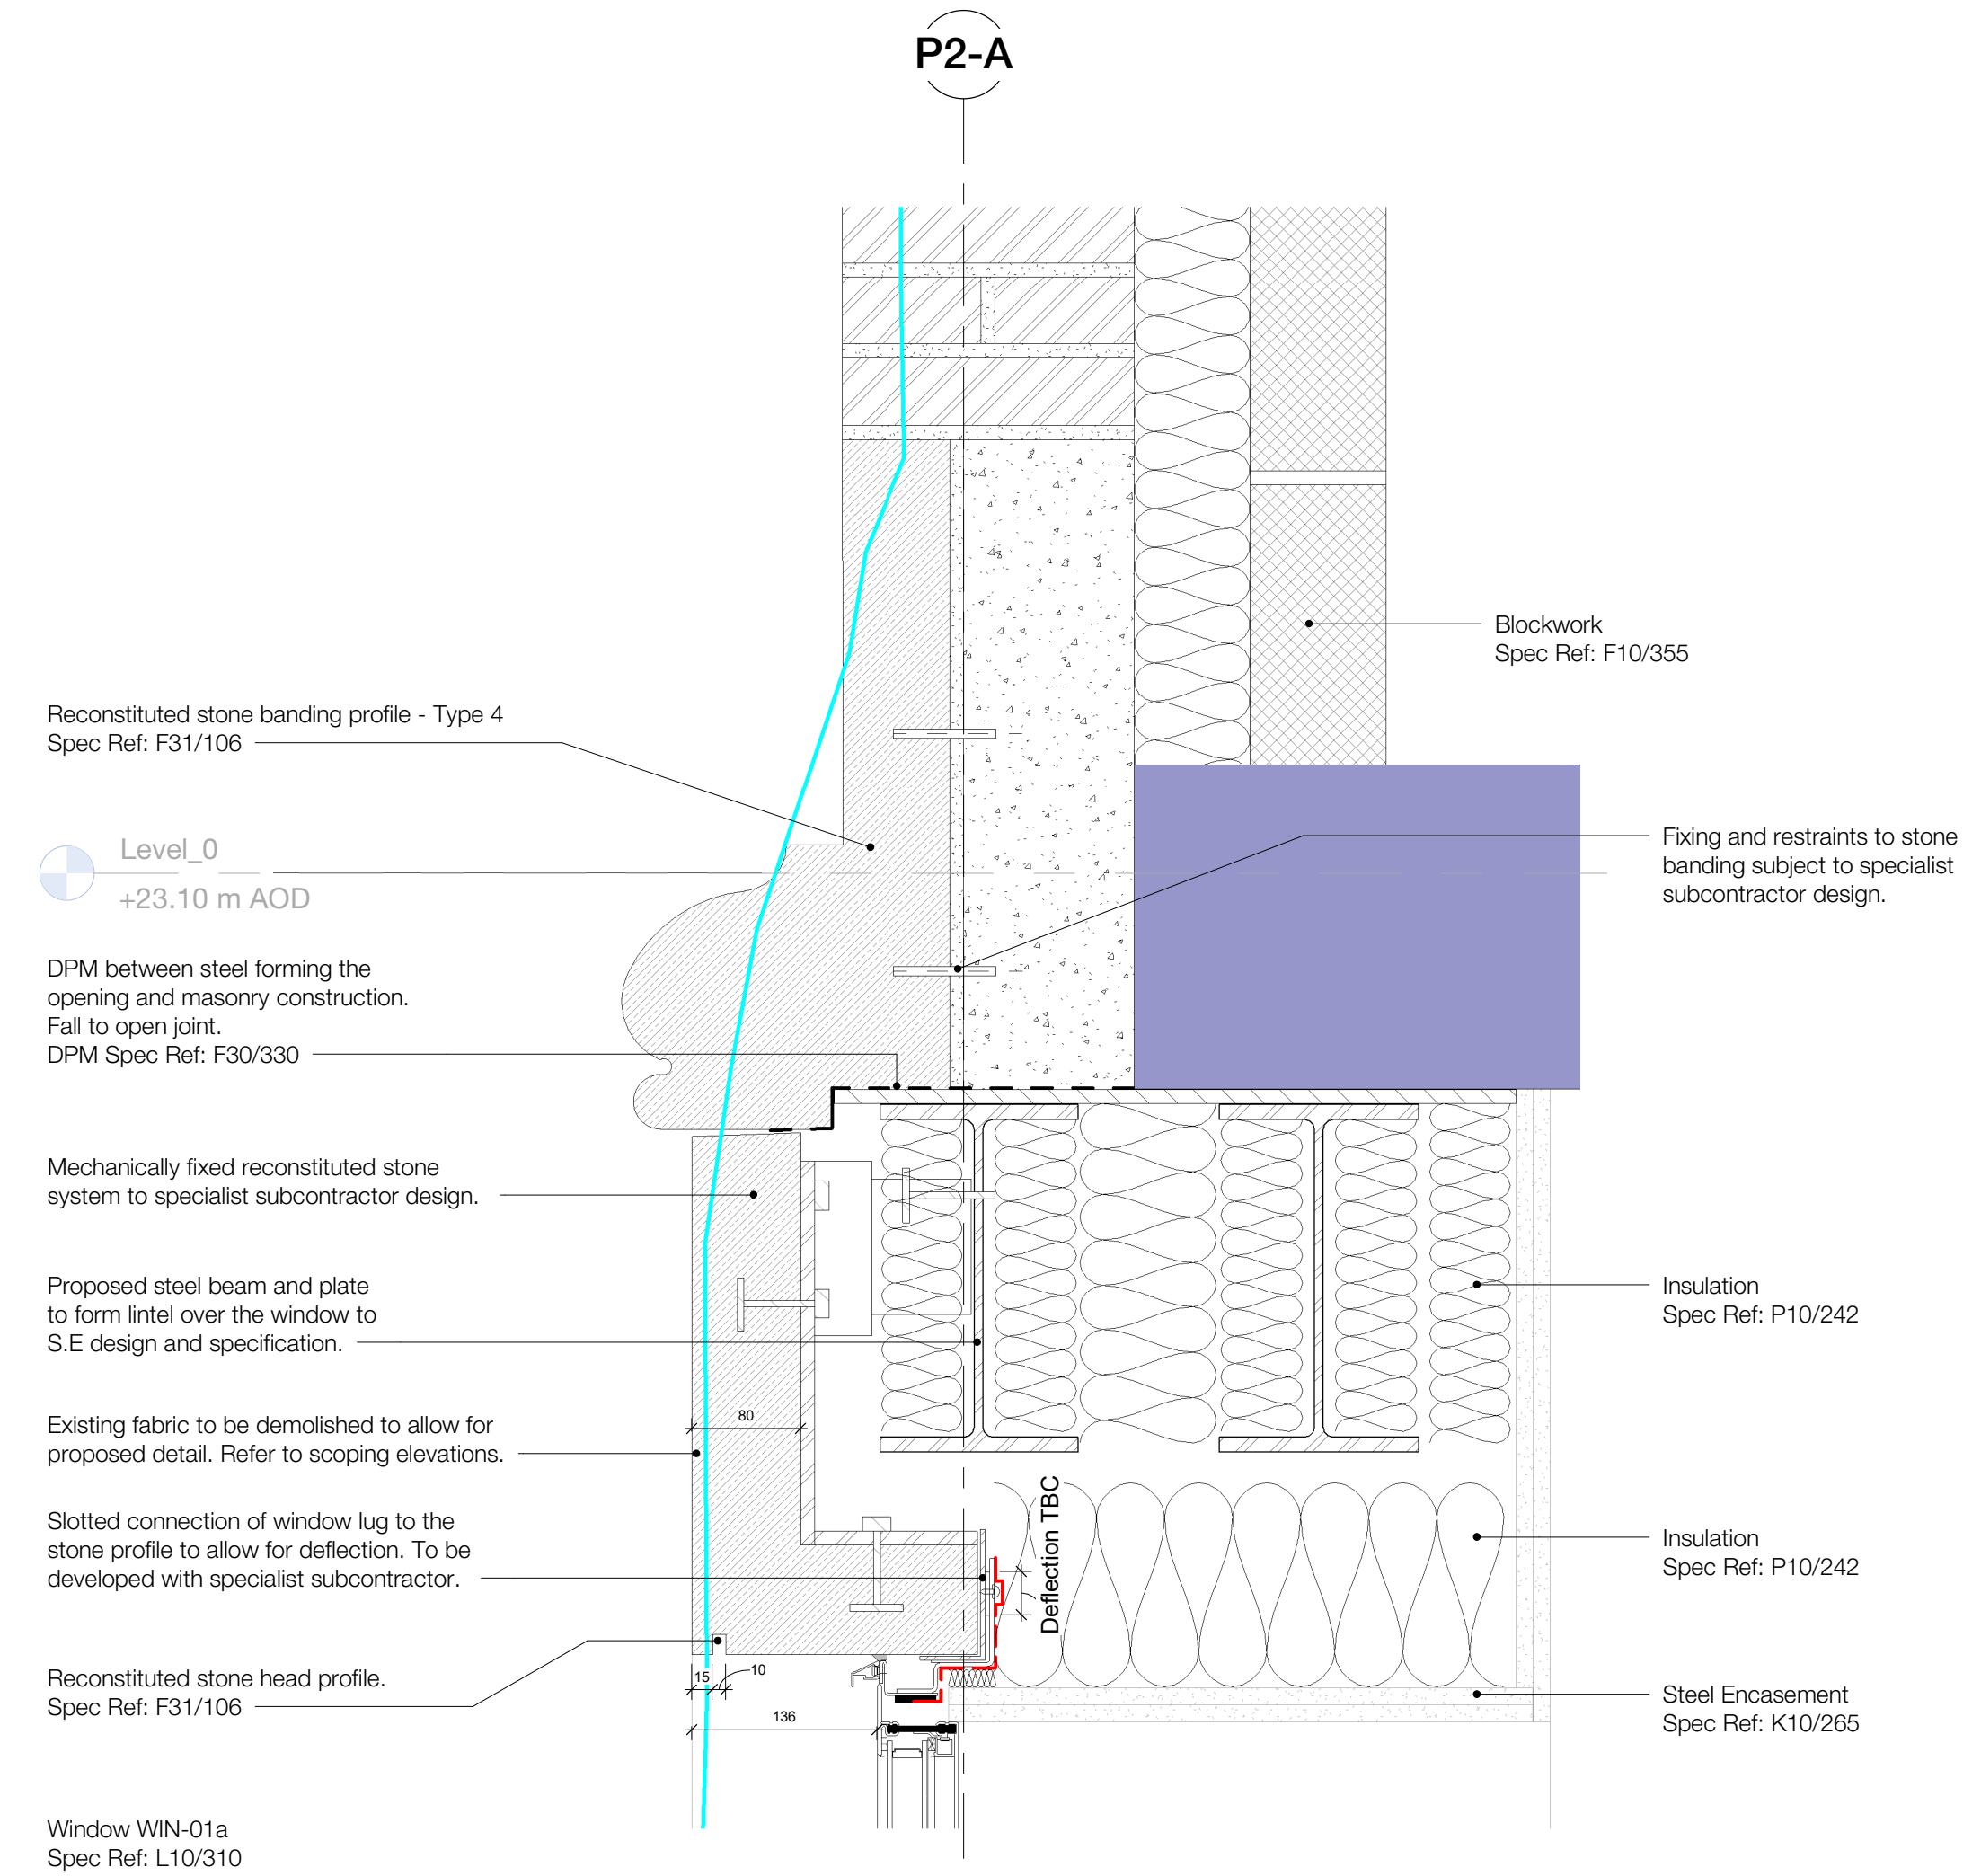 P2-A
Blockwork
Spec Ref: F10/355
Reconstituted stone banding profile - Type 4
Spec Ref: F31/106
Level_0
+23.10 m AOD
Fixing and restraints to stone
banding subject to specialist
subcontractor design.
DPM between steel forming the
opening and masonry construction.
Fall to open joint.
DPM Spec Ref: F30/330
Mechanically fixed reconstituted stone
system to specialist subcontractor design.
Proposed steel beam and plate
to form lintel over the window to
S.E design and specification.
Insulation
Spec Ref: P10/242
80
Existing fabric to be demolished to allow for
proposed detail. Refer to scoping elevations.
Deflection TBC
Slotted connection of window lug to the
stone profile to allow for deflection. To be
developed with specialist subcontractor.
Insulation
Spec Ref: P10/242
15
10
Reconstituted stone head profile.
Spec Ref: F31/106
136
Steel Encasement
Spec Ref: K10/265
Window WIN-01a
Spec Ref: L10/310